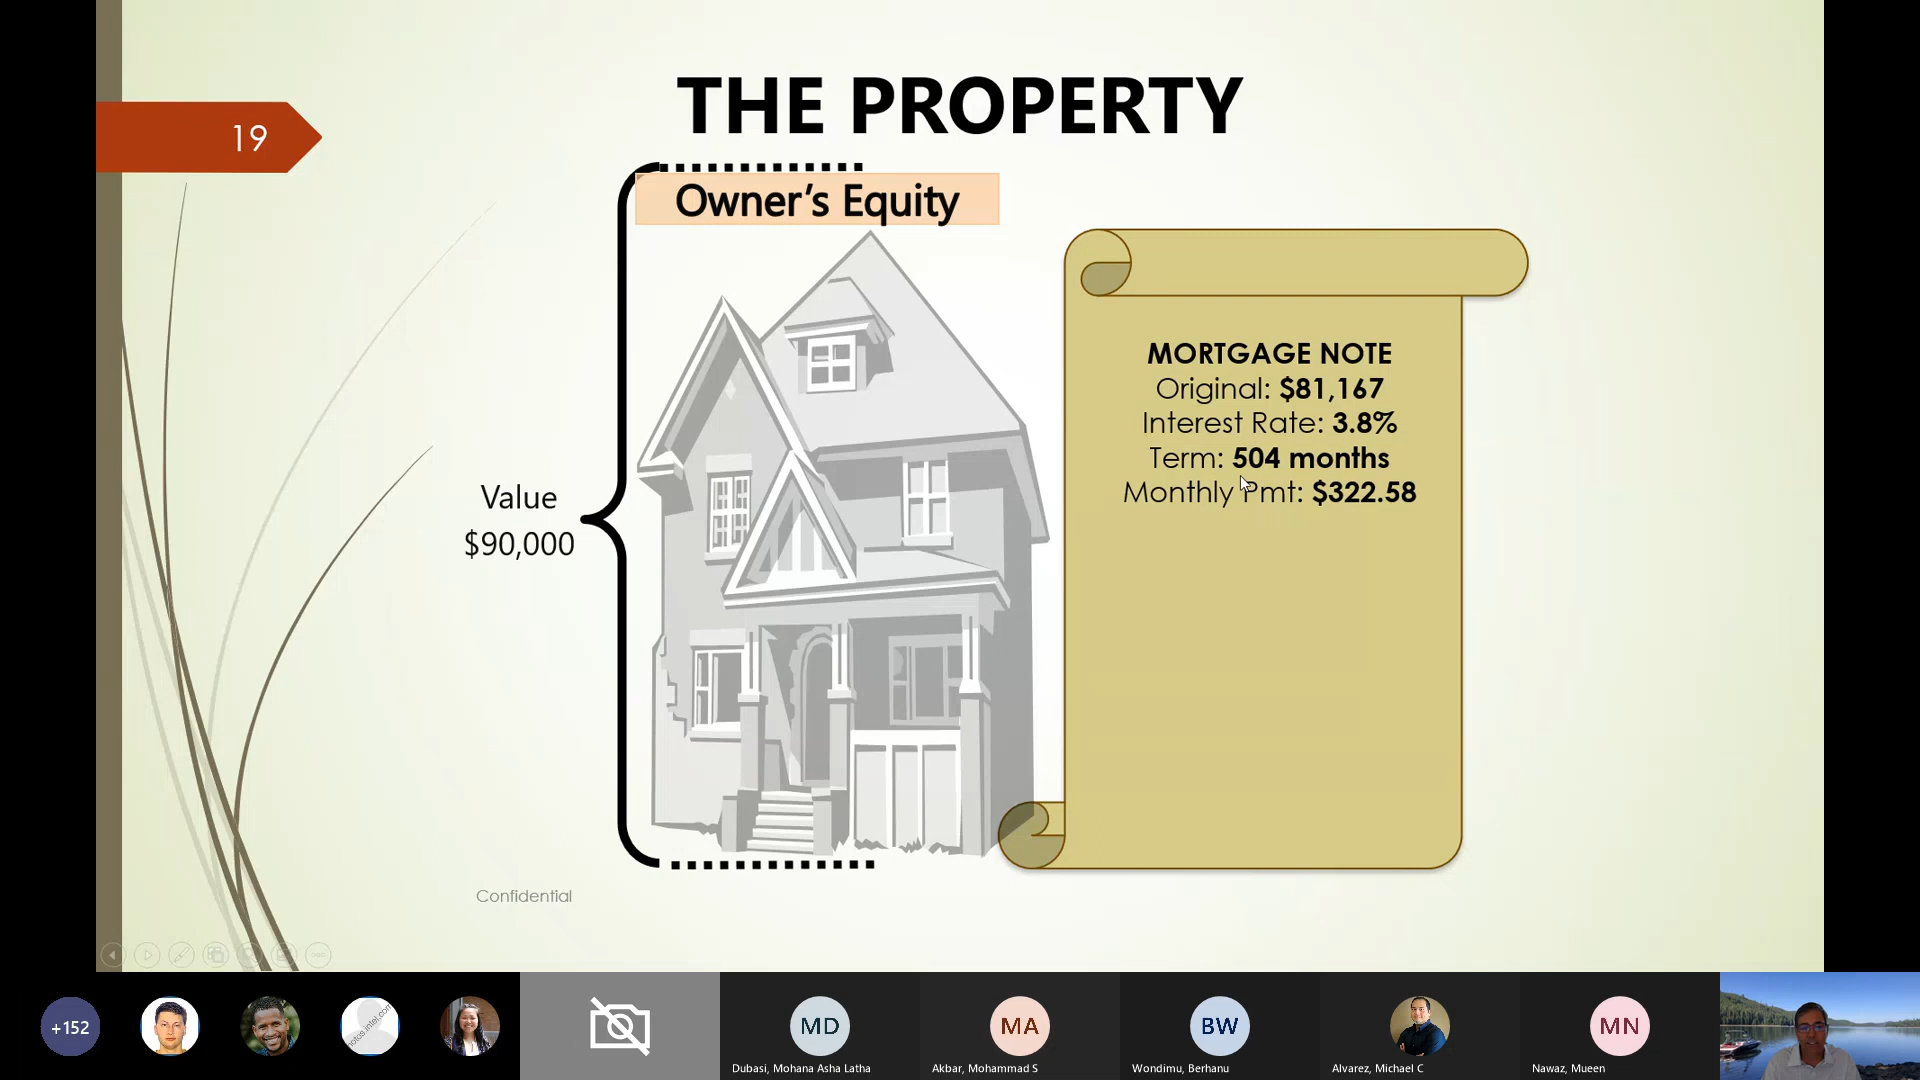 THE PROPERTY
19
Owner's Equity
MORTGAGE NOTE
Original: $81,167
Interest Rate: 3.8%
Term: 504 months
Monthly Pmt: $322.58
Value
$90,000
Confidential
+152
MD
MA
BW
MN
Dubasi, Mohana Asha Latha
Akbar, Mohammad S
Wondimu, Berhanu
Alvarez, Michael C
Nawaz, Mueen